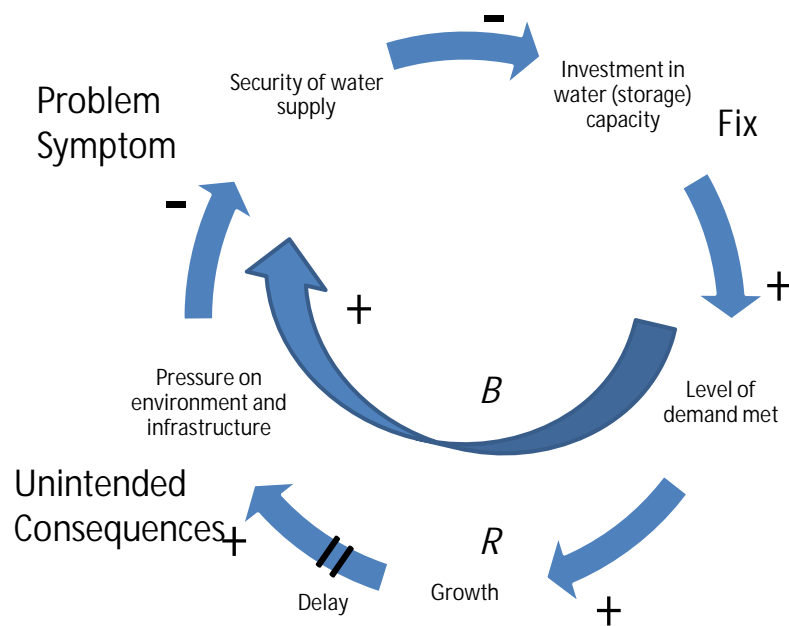 -
Security of water
supply
Investment in
water (storage)
capacity
Problem
Symptom
Fix
-
+
+
Pressure on
environment and
infrastructure
B
Level of
demand met
Unintended
Consequences
+
R
Delay
Growth
+